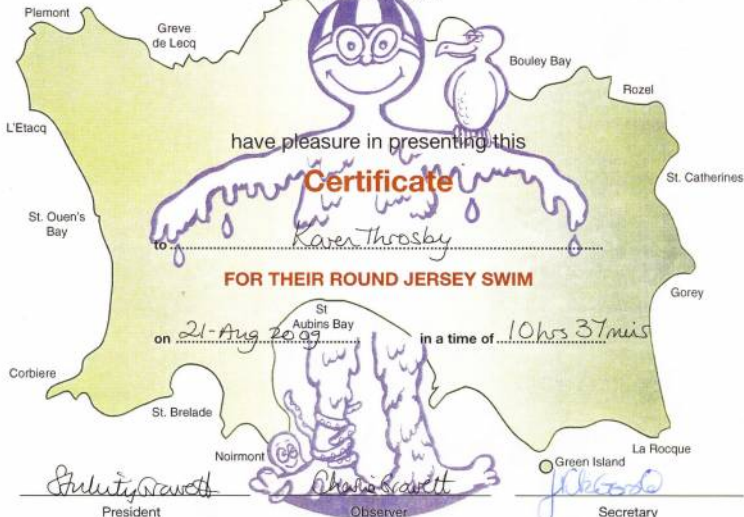 Plemont
Greve
de Lecq
Bouley Bay
Rozel
L'Etacq
have pleasure in presenting this
St. Catherines
Certificate
St. Ouen's
Bay
to Karen Throsby
FOR THEIR ROUND JERSEY SWIM
Gorey
St
Aubins Bay
on 21-Aug 2009 in a time of 10hrs 37mins
Corbiere
St. Brelade
Noirmont
La Rocque
Green Island
President
Observer
Secretary